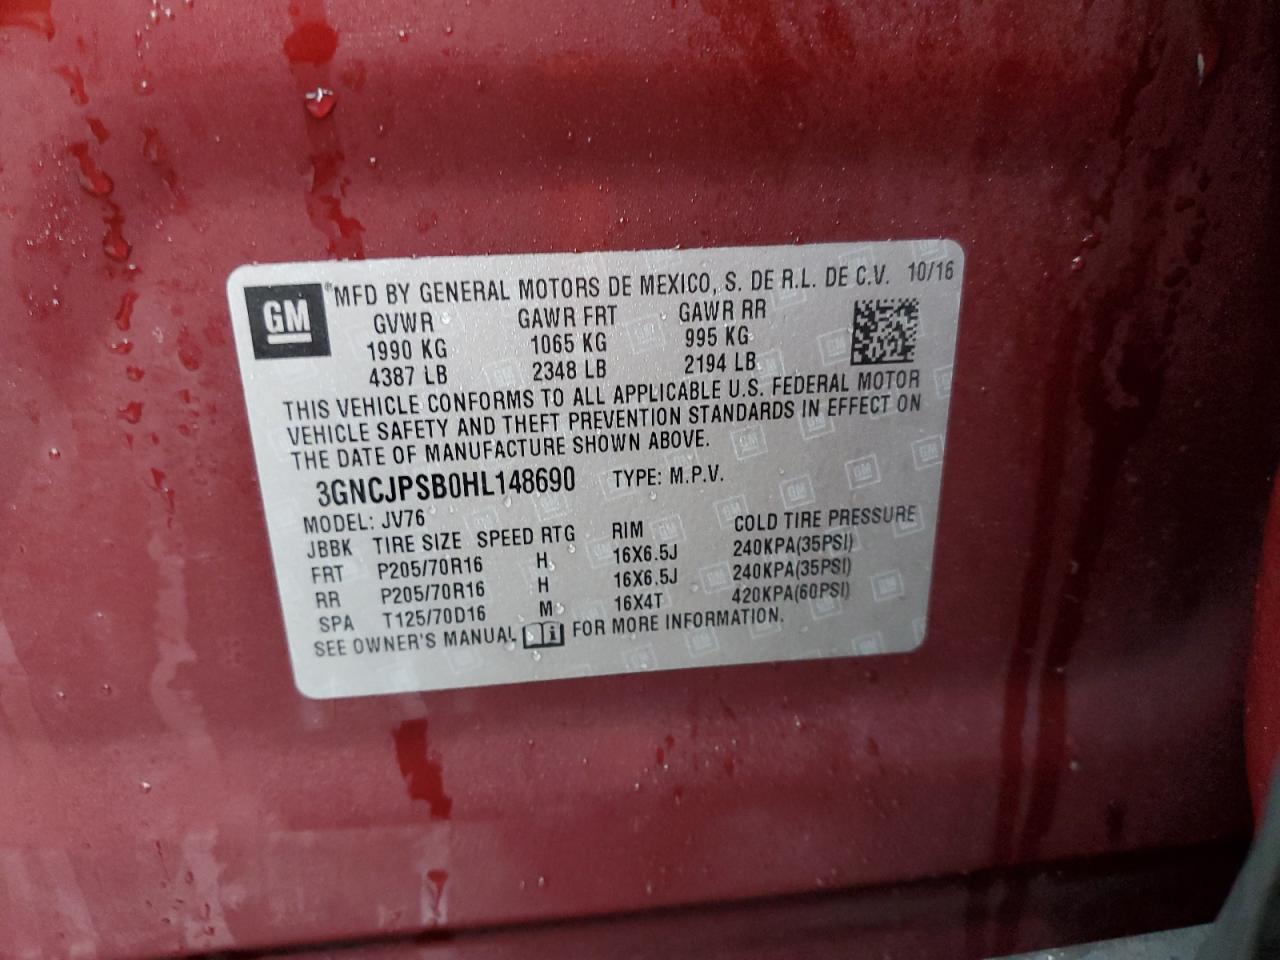 GM ® MFD BY GENERAL MOTORS DE MEXICO, S. DE R.L. DE C.V. 10/16
GVWR GAWR FRT GAWR RR
1990 KG 1065 KG 995 KG
4387 LB 2348 LB 2194 LB
THIS VEHICLE CONFORMS TO ALL APPLICABLE U.S. FEDERAL MOTOR
VEHICLE SAFETY AND THEFT PREVENTION STANDARDS IN EFFECT ON
THE DATE OF MANUFACTURE SHOWN ABOVE.
3GNCJPSB0HL148690 TYPE: M.P.V.
MODEL: JV76
JBBK TIRE SIZE SPEED RTG RIM COLD TIRE PRESSURE
FRT P205/70R16 H 16X6.5J 240KPA(35PSI)
RR P205/70R16 H 16X6.5J 240KPA(35PSI)
SPA T125/70D16 M 16X4T 420KPA(60PSI)
SEE OWNER'S MANUAL i FOR MORE INFORMATION.